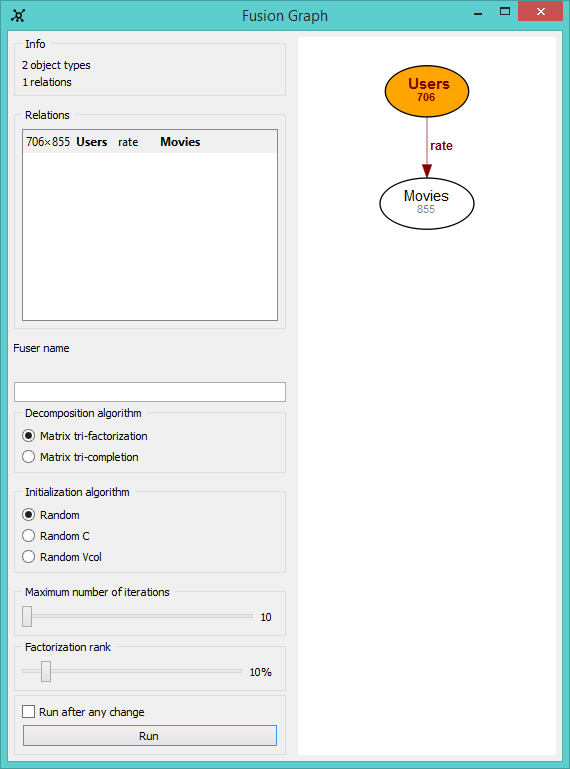 Fusion Graph
Info
2 object types
1 relations
Relations
706×855 Users rate Movies
Fuser name
Decomposition algorithm
Matrix tri-factorization
Matrix tri-completion
Initialization algorithm
Random
Random C
Random Vcol
Maximum number of iterations
10
Factorization rank
10%
Run after any change
Run
Users
706
rate
Movies
855